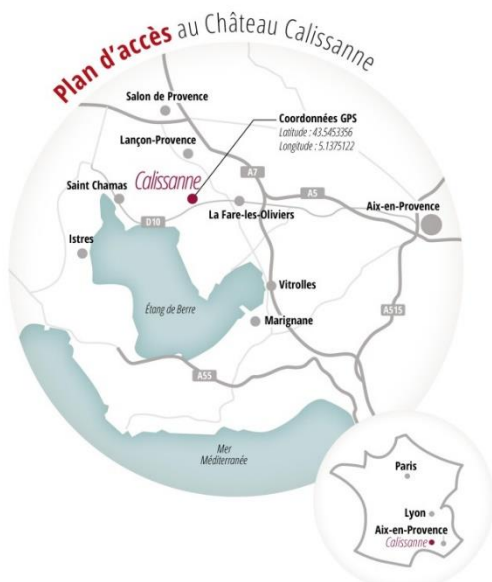 Plan d'accès au Château Calissanne
Salon de Provence
Coordonnées GPS
Latitude : 43.5453356
Longitude : 5.1375122
Lançon-Provence
A7
Saint Chamas
Calissanne
A5
La Fare-les-Oliviers
Aix-en-Provence
D10
Istres
Vitrolles
Étang de Berre
A515
Marignane
A55
Mer
Méditerranée
Paris
Lyon
Aix-en-Provence
Calissanne